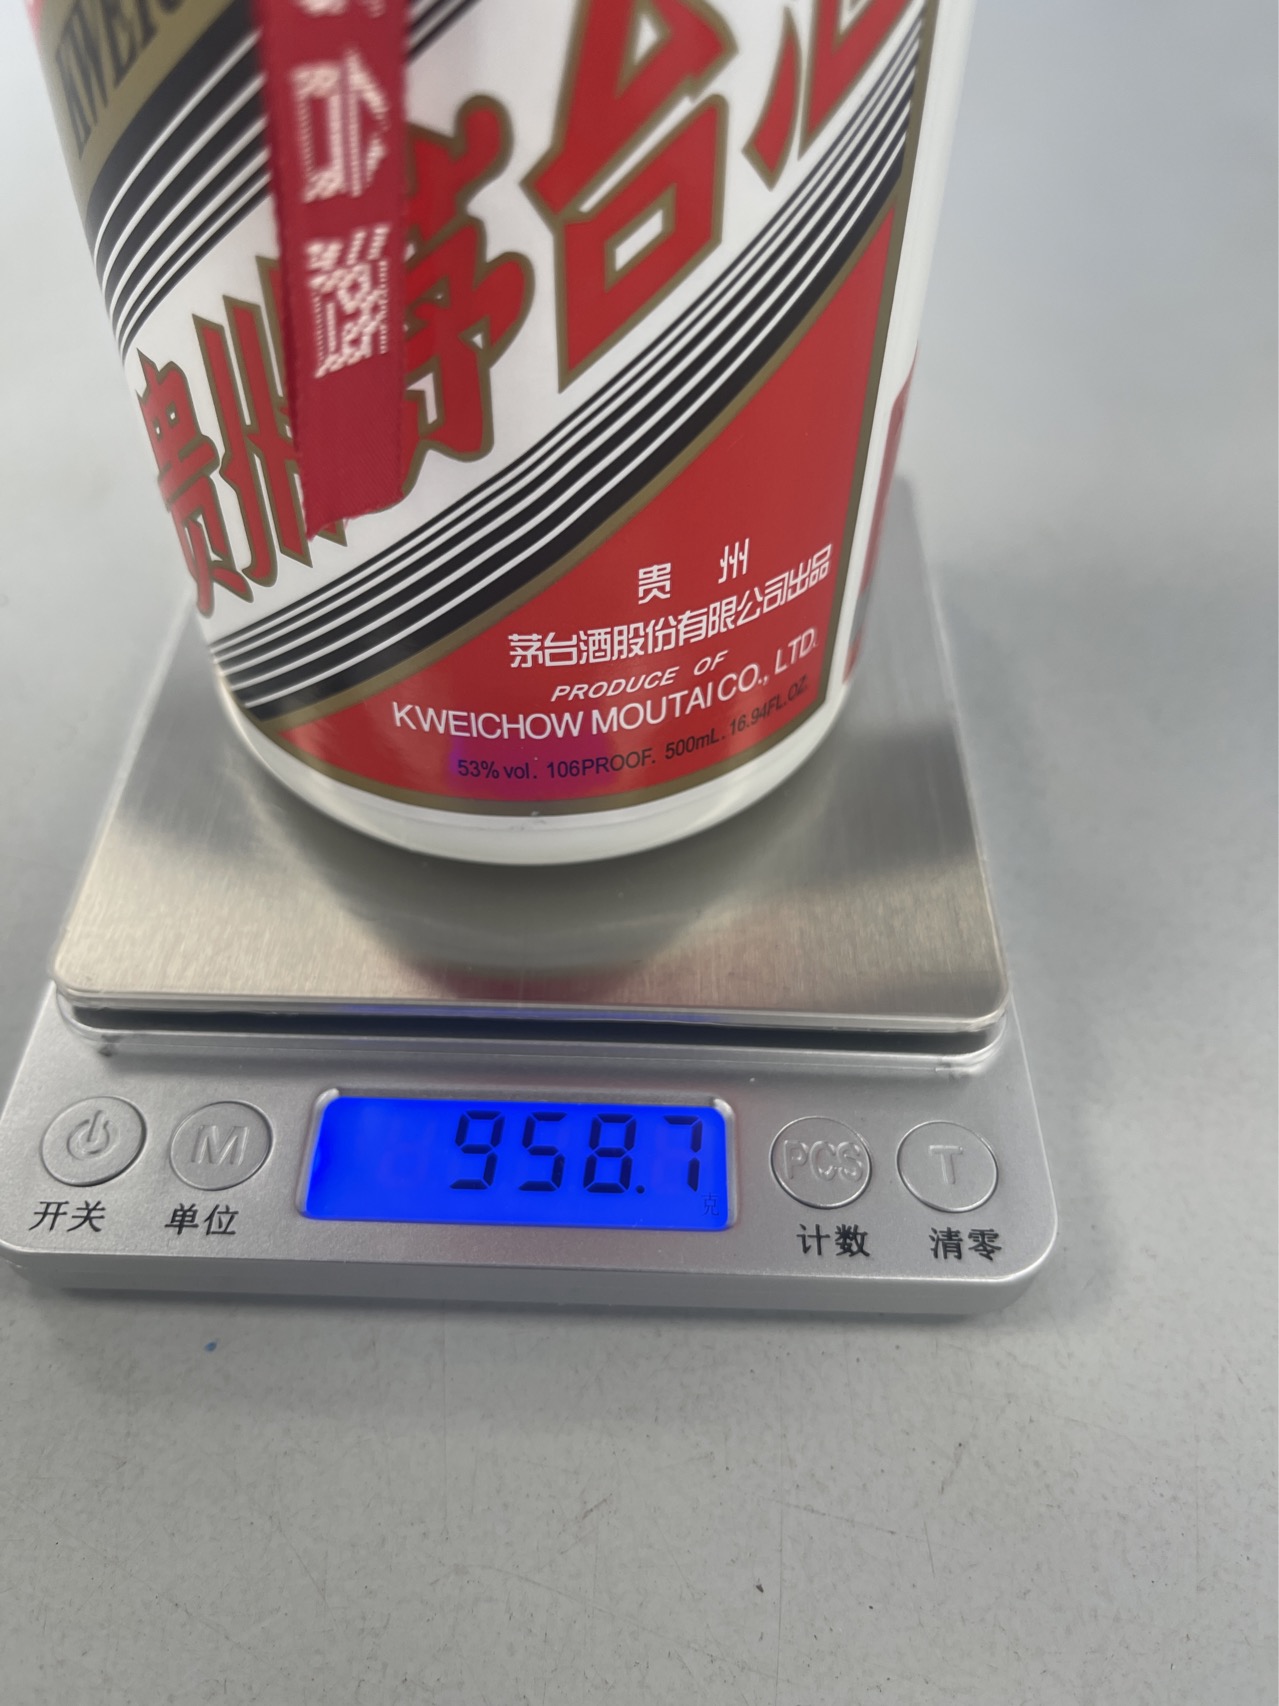 贵州茅台
贵 州
茅台酒股份有限公司出品
PRODUCE OF
KWEICHOW MOUTAI CO., LTD.
53% vol. 106PROOF. 500mL. 16.94FL.OZ.
958.7
克
M
PCS
T
开关
单位
计数
清零